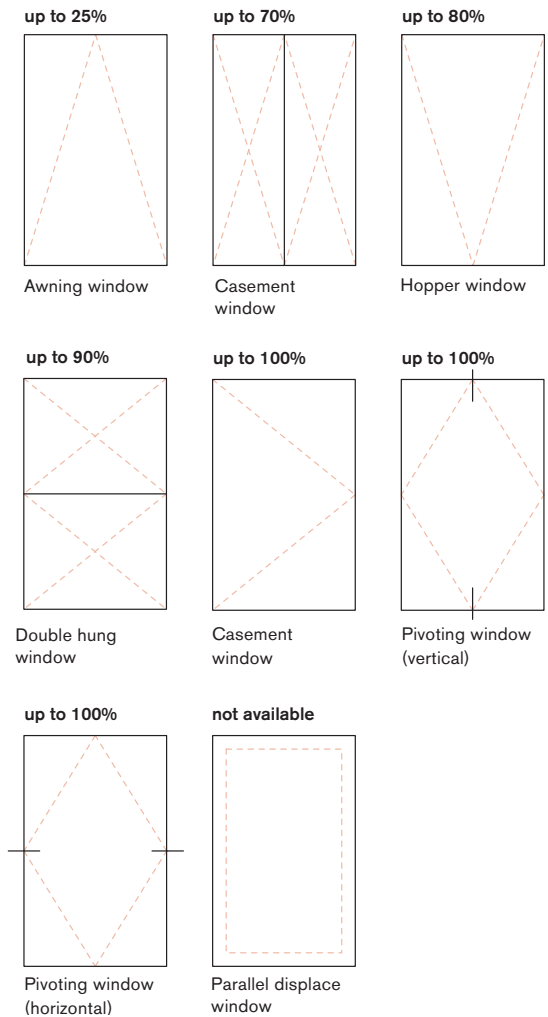 up to 25%
Awning window
up to 70%
Casement
window
up to 80%
Hopper window
up to 90%
Double hung
window
up to 100%
Casement
window
up to 100%
Pivoting window
(vertical)
up to 100%
Pivoting window
(horizontal)
not available
Parallel displace
window